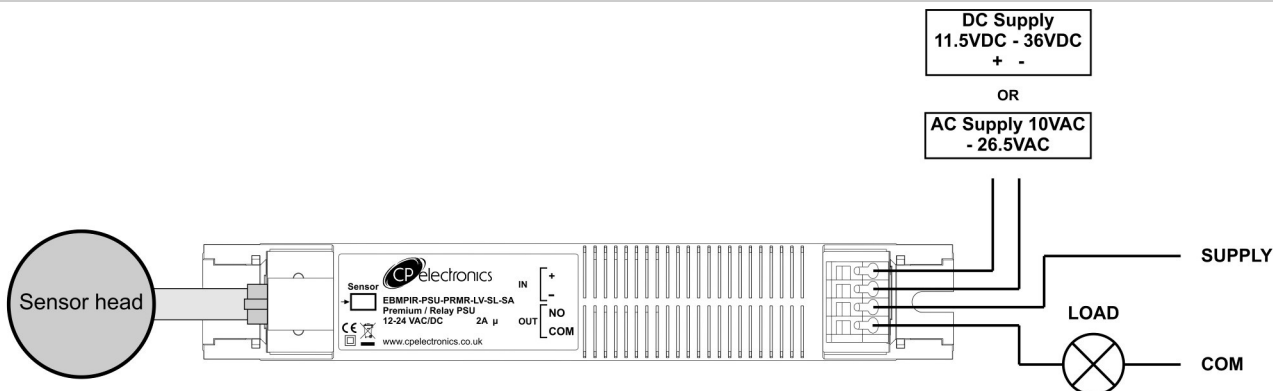 DC Supply
11.5VDC - 36VDC
+ -
OR
AC Supply 10VAC
- 26.5VAC
SUPPLY
LOAD
COM
Sensor head
CP electronics
Sensor
EBMPIR-PSU-PRMR-LV-SL-SA
Premium / Relay PSU
12-24 VAC/DC 2A µ
CE
www.cpelectronics.co.uk
IN +
-
OUT NO
COM